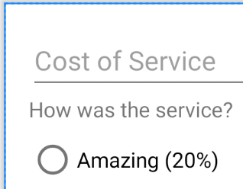 Cost of Service
How was the service?
Amazing (20%)